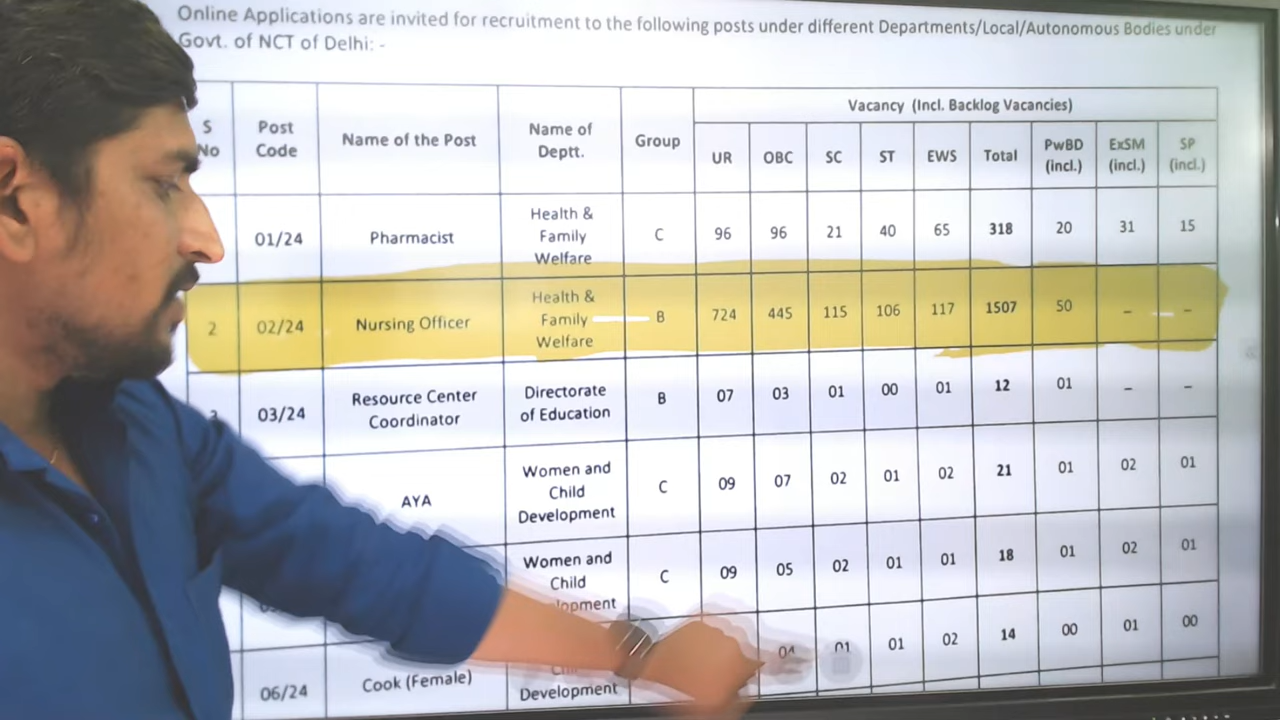 Online Applications are invited for recruitment to the following posts under different Departments/Local/Autonomous Bodies under
Govt. of NCT of Delhi: -
S No | Post Code | Name of the Post | Name of Deptt. | Group | Vacancy (Incl. Backlog Vacancies)
UR | OBC | SC | ST | EWS | Total | PwBD (incl.) | ExSM (incl.) | SP (incl.)
01/24 | Pharmacist | Health & Family Welfare | C | 96 | 96 | 21 | 40 | 65 | 318 | 20 | 31 | 15
2 | 02/24 | Nursing Officer | Health & Family Welfare | B | 724 | 445 | 115 | 106 | 117 | 1507 | 50 | – | –
03/24 | Resource Center Coordinator | Directorate of Education | B | 07 | 03 | 01 | 00 | 01 | 12 | 01 | – | –
AYA | Women and Child Development | C | 09 | 07 | 02 | 01 | 02 | 21 | 01 | 02 | 01
Women and Child | C | 09 | 05 | 02 | 01 | 01 | 18 | 01 | 02 | 01
06/24 | Cook (Female) | Development | 04 | 01 | 01 | 02 | 14 | 00 | 01 | 00